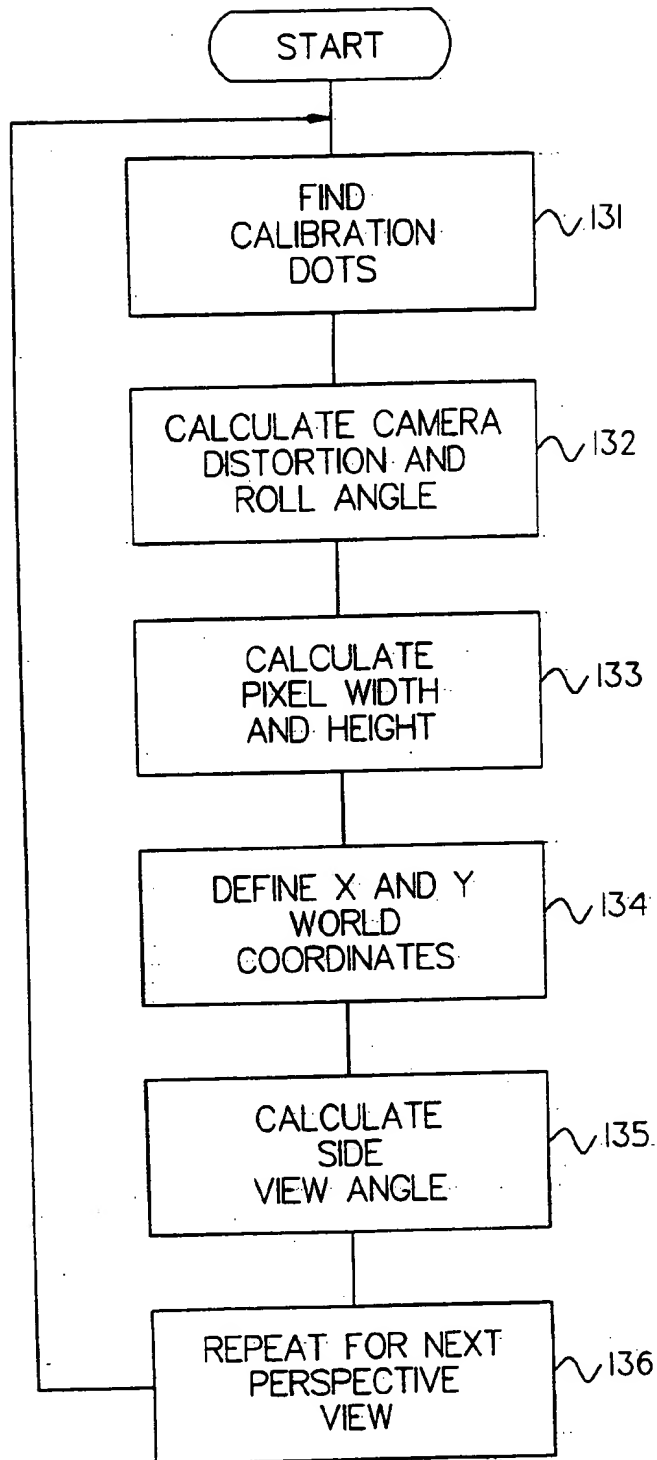 START
FIND
CALIBRATION
DOTS
131
CALCULATE CAMERA
DISTORTION AND
ROLL ANGLE
132
CALCULATE
PIXEL WIDTH
AND HEIGHT
133
DEFINE X AND Y
WORLD
COORDINATES
134
CALCULATE
SIDE
VIEW ANGLE
135
REPEAT FOR NEXT
PERSPECTIVE
VIEW
136